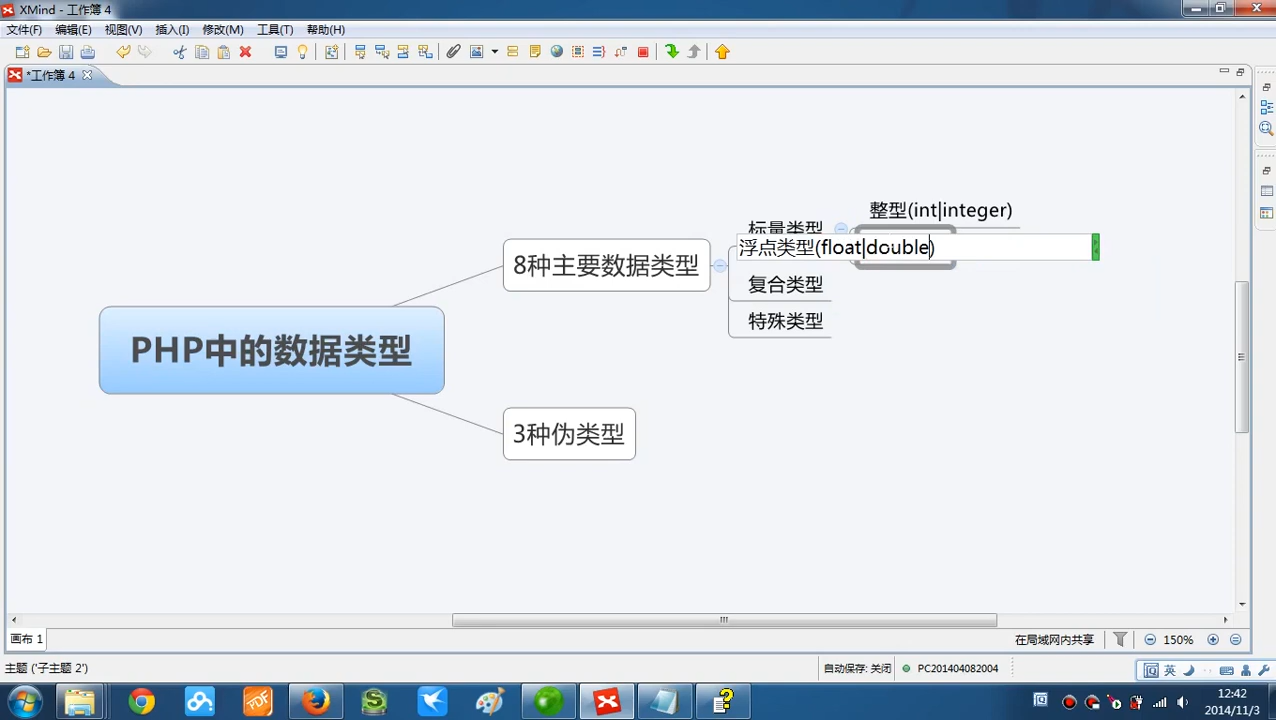 XMind - 工作簿 4
文件(F) 编辑(E) 视图(V) 插入(I) 修改(M) 工具(T) 帮助(H)
*工作簿 4
整型(int|integer)
标量类型
浮点类型(float|double)
8种主要数据类型
复合类型
特殊类型
PHP中的数据类型
3种伪类型
画布 1
在局域网内共享
150%
主题 ('子主题 2')
自动保存: 关闭
PC201404082004
英
PDF
12:42
2014/11/3